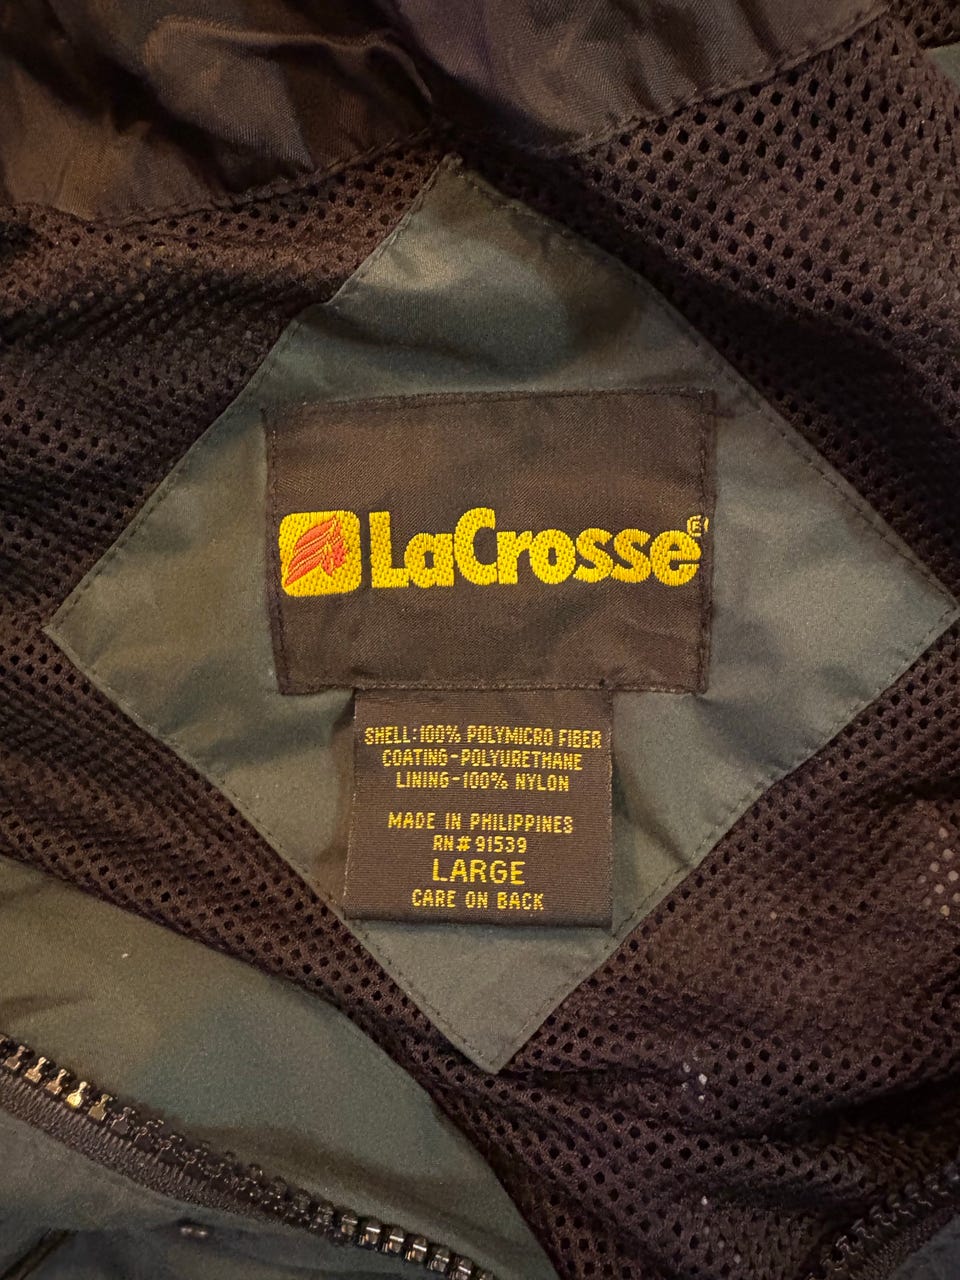 LaCrosse®
SHELL:100% POLYMICRO FIBER
COATING-POLYURETHANE
LINING-100% NYLON
MADE IN PHILIPPINES
RN# 91539
LARGE
CARE ON BACK